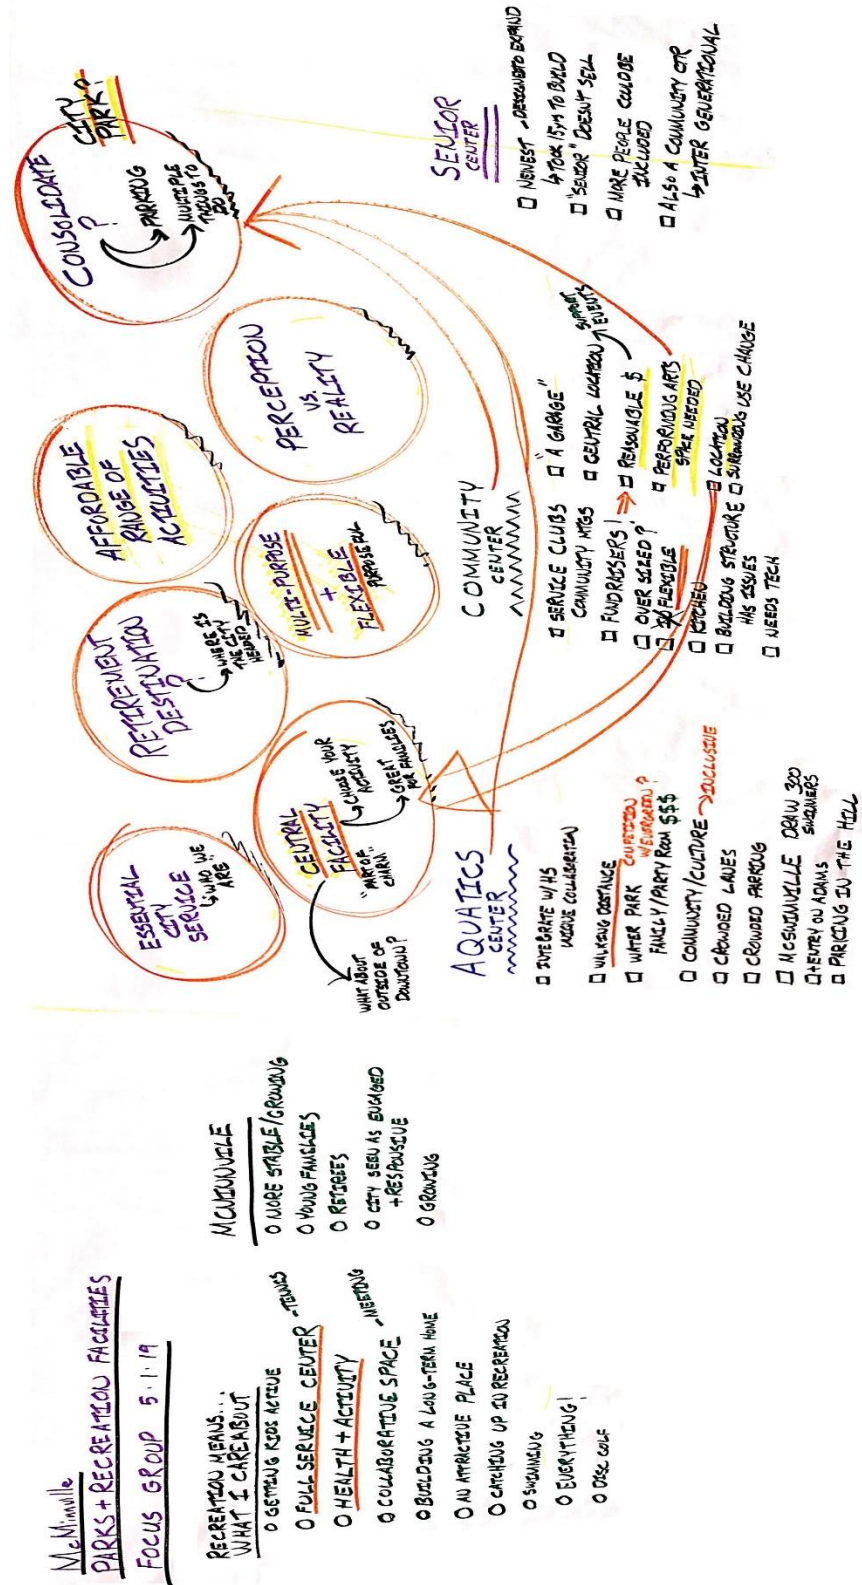 McMinnville
PARKS + RECREATION FACILITIES
FOCUS GROUP 5.1.19
RECREATION MEANS...
WHAT I CARE ABOUT
GETTING KIDS ACTIVE
FULL SERVICE CENTER - TENNIS
HEALTH + ACTIVITY
COLLABORATIVE SPACE - MEETING
BUILDING A LONG-TERM HOME
AN ATTRACTIVE PLACE
CATCHING UP IN RECREATION
SWIMMING
EVERYTHING!
DISC GOLF
MCMINNVILLE
MORE STABLE/GROWING
YOUNG FAMILIES
RETIREES
CITY SEEN AS ENGAGED
+ RESPONSIVE
GROWING
ESSENTIAL
CITY
SERVICE
↳ "WHO WE
ARE"
RETIREMENT
DESTINATION
?
WHERE IS
THE CITY
HEADED
AFFORDABLE
RANGE OF
ACTIVITIES
CONSOLIDATE
?
PARKING
MULTIPLE
THINGS TO
DO
CITY
PARK?
CENTRAL
FACILITY
"PART OF
CHARM"
CHOOSE YOUR
ACTIVITY
GREAT
FOR FAMILIES
WHAT ABOUT
OUTSIDE OF
DOWNTOWN?
MULTI-PURPOSE
+
FLEXIBLE
PURPOSEFUL
PERCEPTION
VS.
REALITY
AQUATICS
CENTER
INTEGRATE W/ HS
UNIQUE COLLABORATION
WALKING DISTANCE
WATER PARK COMPETITION
W/ EVERGREEN?
FAMILY/PARTY ROOM $$$
COMMUNITY/CULTURE → INCLUSIVE
CROWDED LANES
CROWDED PARKING
MCSWINVILLE DRAW 300
SWIMMERS
ENTRY ON ADAMS
PARKING IN THE HILL
COMMUNITY
CENTER
SERVICE CLUBS
COMMUNITY MTGS
FUNDRAISERS!
OVERSIZED?
FLEXIBLE
KITCHEN
BUILDING STRUCTURE
HAS ISSUES
NEEDS TECH
"A GARAGE"
CENTRAL LOCATION ↗ SUPPORT
EVENTS
⇒ REASONABLE $
PERFORMING ARTS
SPACE NEEDED
LOCATION
SURROUNDING USE CHANGE
SENIOR
CENTER
NEWEST - DESIGNED TO EXPAND
↳ TOOK 15 yrs TO BUILD
"SENIOR" DOESN'T SELL
MORE PEOPLE COULD BE
INCLUDED
ALSO A COMMUNITY CTR
↳ INTER GENERATIONAL